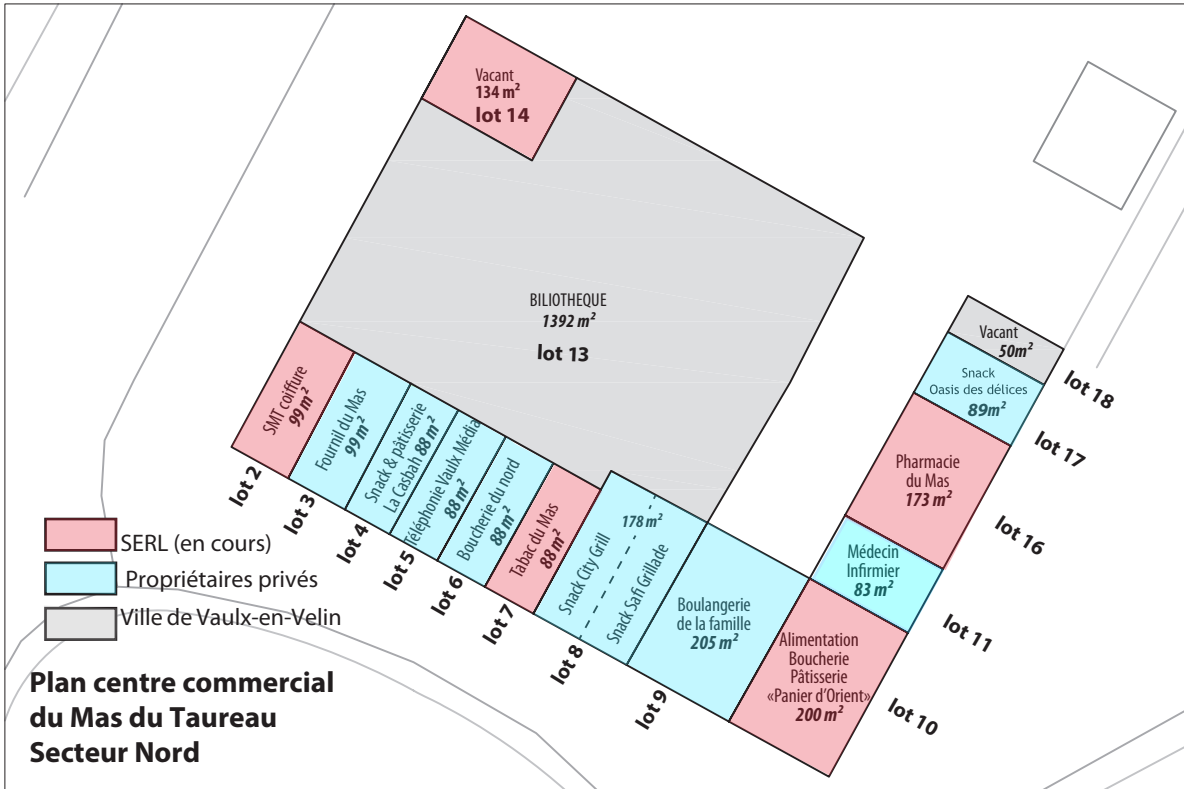 Vacant
134 m²
lot 14
BILIOTHEQUE
1392 m²
lot 13
SMT coiffure
99 m²
lot 2
Fournil du Mas
99 m²
lot 3
Snack & pâtisserie
La Casbah 88 m²
lot 4
Téléphonie Vaulx Média
88 m²
lot 5
Boucherie du nord
88 m²
lot 6
Tabac du Mas
88 m²
lot 7
Snack City Grill
178 m²
Snack Safi Grillade
lot 8
Boulangerie
de la famille
205 m²
lot 9
Alimentation
Boucherie
Pâtisserie
«Panier d'Orient»
200 m²
lot 10
Médecin
Infirmier
83 m²
lot 11
Pharmacie
du Mas
173 m²
lot 16
Snack
Oasis des délices
89m²
lot 17
Vacant
50m²
lot 18
SERL (en cours)
Propriétaires privés
Ville de Vaulx-en-Velin
Plan centre commercial
du Mas du Taureau
Secteur Nord